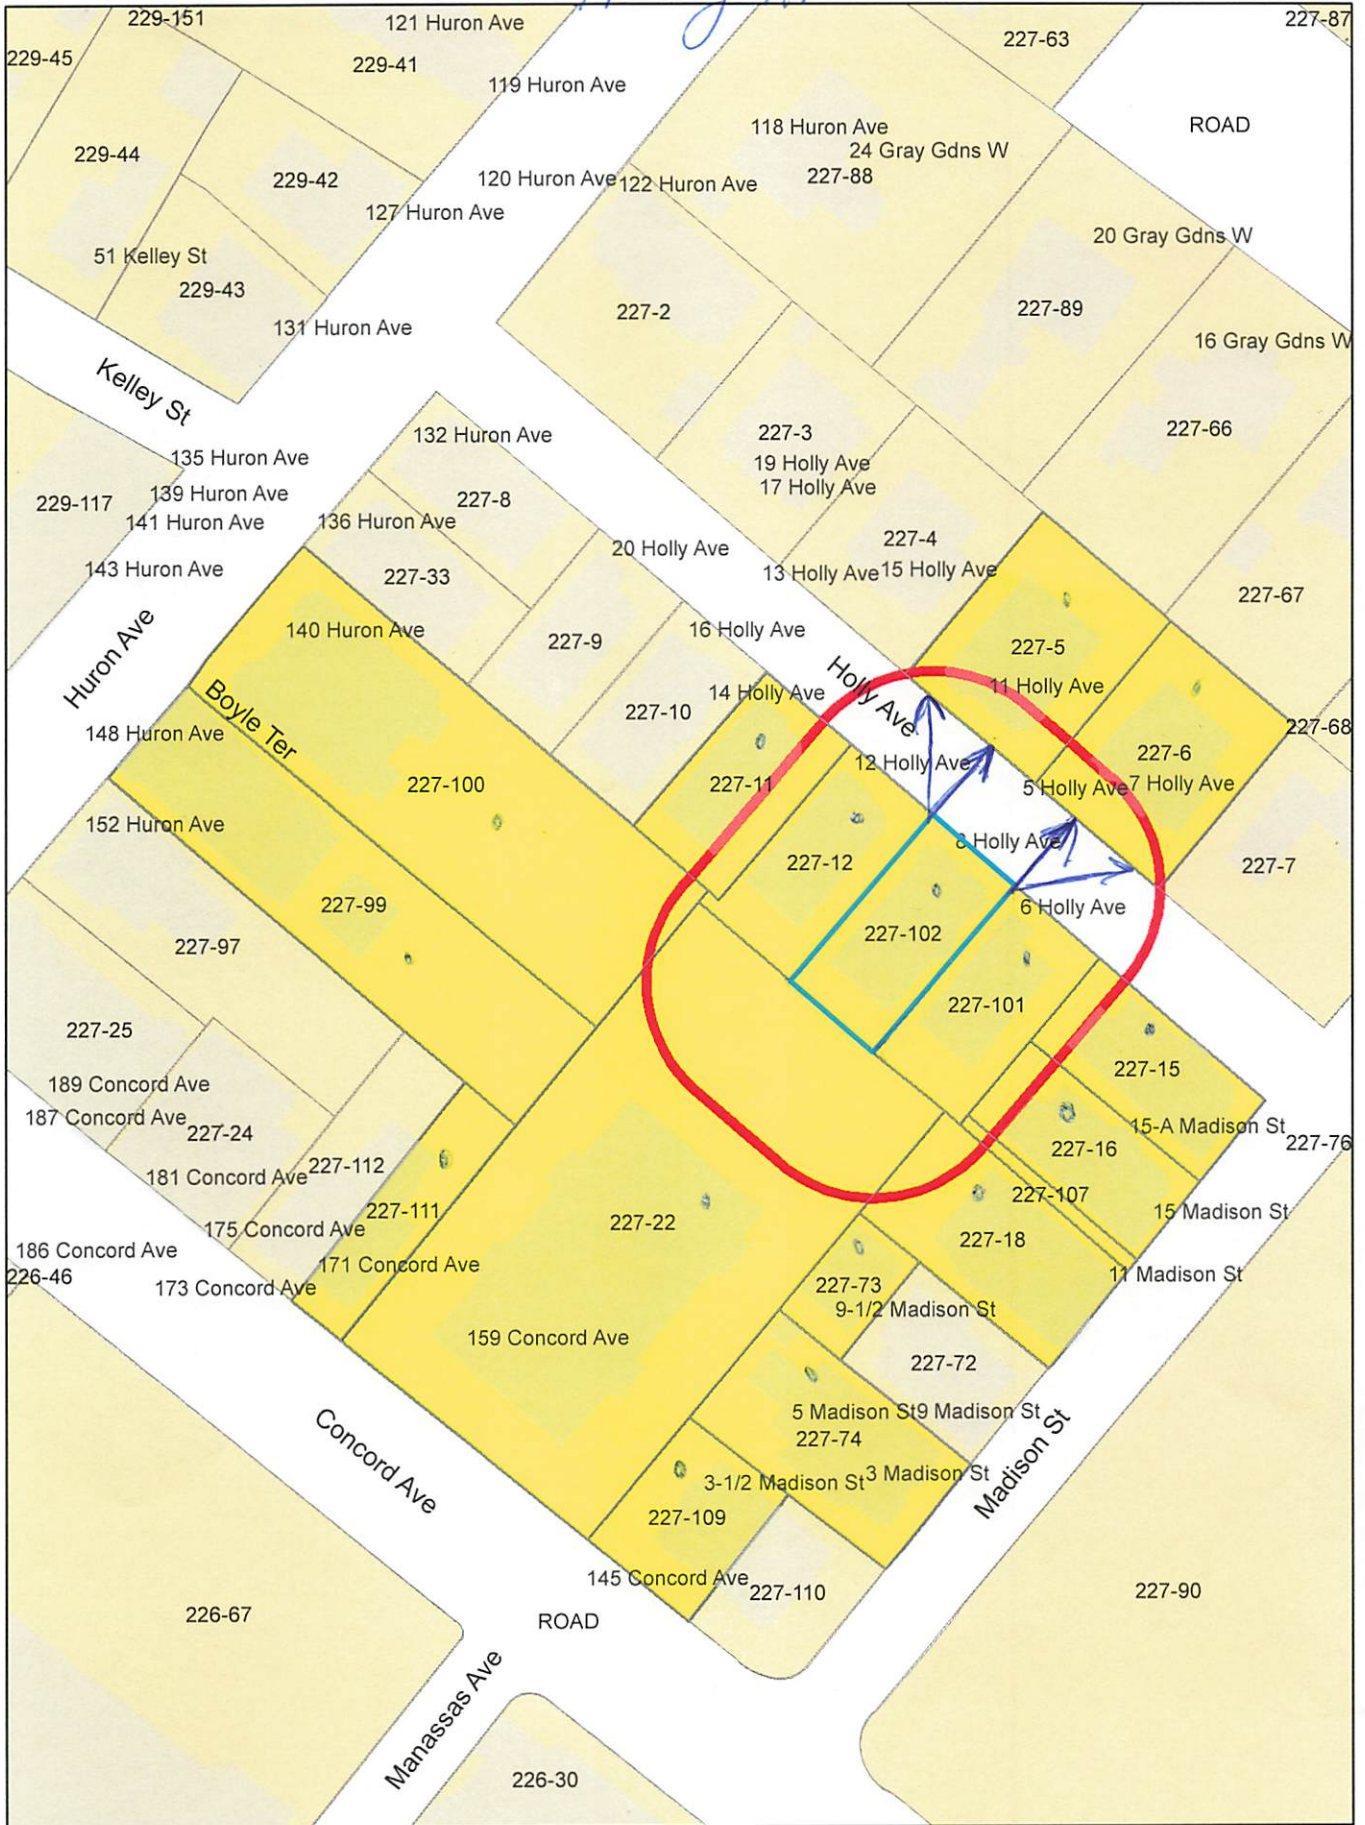 229-151
121 Huron Ave
227-63
227-87
229-45
229-41
119 Huron Ave
118 Huron Ave
ROAD
24 Gray Gdns W
229-44
229-42
120 Huron Ave
122 Huron Ave
227-88
127 Huron Ave
20 Gray Gdns W
51 Kelley St
229-43
227-2
227-89
131 Huron Ave
16 Gray Gdns W
Kelley St
132 Huron Ave
227-3
227-66
135 Huron Ave
19 Holly Ave
139 Huron Ave
17 Holly Ave
229-117
227-8
141 Huron Ave
136 Huron Ave
227-4
20 Holly Ave
143 Huron Ave
227-33
13 Holly Ave
15 Holly Ave
227-67
140 Huron Ave
227-9
16 Holly Ave
227-5
Huron Ave
Boyle Ter
14 Holly Ave
Holly Ave
11 Holly Ave
227-10
148 Huron Ave
227-68
227-6
12 Holly Ave
227-100
227-11
5 Holly Ave
7 Holly Ave
152 Huron Ave
8 Holly Ave
227-12
227-7
227-99
6 Holly Ave
227-97
227-102
227-101
227-25
227-15
189 Concord Ave
187 Concord Ave
15-A Madison St
227-24
227-76
227-16
227-112
181 Concord Ave
227-107
227-111
15 Madison St
175 Concord Ave
227-22
227-18
186 Concord Ave
171 Concord Ave
226-46
11 Madison St
173 Concord Ave
227-73
9-1/2 Madison St
159 Concord Ave
227-72
5 Madison St
9 Madison St
Concord Ave
227-74
3 Madison St
Madison St
3-1/2 Madison St
227-109
145 Concord Ave
227-110
227-90
226-67
ROAD
Manassas Ave
226-30